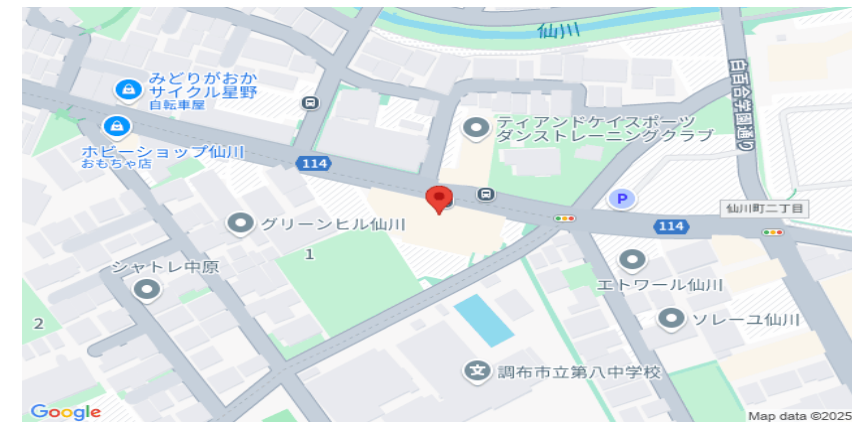 仙川
白百合学園通り
みどりがおか
サイクル星野
自転車屋
ティアンドケイスポーツ
ダンストレーニングクラブ
ホビーショップ仙川
おもちゃ店
114
P
仙川町二丁目
114
グリーンヒル仙川
1
シャトレ中原
エトワール仙川
2
ソレーユ仙川
文
調布市立第八中学校
Google
Map data ©2025